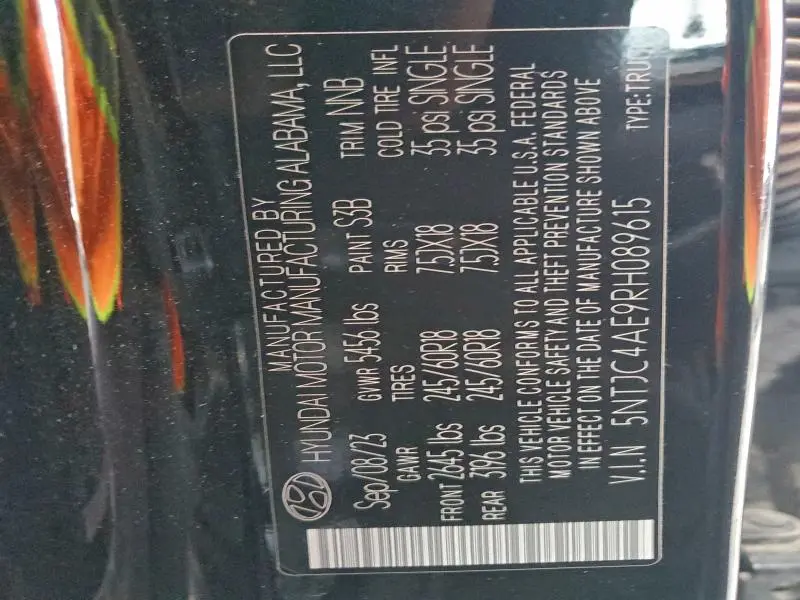 MANUFACTURED BY
HYUNDAI MOTOR MANUFACTURING ALABAMA, LLC
Sep/08/23 GVWR 5456 lbs PAINT S3B TRIM NNB
GAWR TIRES RIMS COLD TIRE INFL
FRONT 2645 lbs 245/60R18 7.5JX18 35 psi SINGLE
REAR 3196 lbs 245/60R18 7.5JX18 35 psi SINGLE
THIS VEHICLE CONFORMS TO ALL APPLICABLE U.S.A. FEDERAL
MOTOR VEHICLE SAFETY AND THEFT PREVENTION STANDARDS
IN EFFECT ON THE DATE OF MANUFACTURE SHOWN ABOVE
V.I.N 5NTJC4AE9RH089615 TYPE:TRUCK